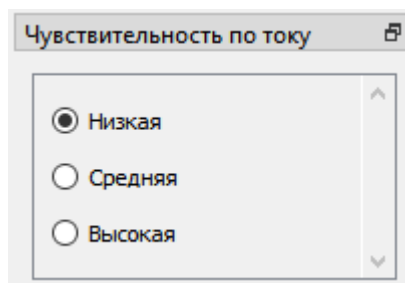 Чувствительность по току
Низкая
Средняя
Высокая